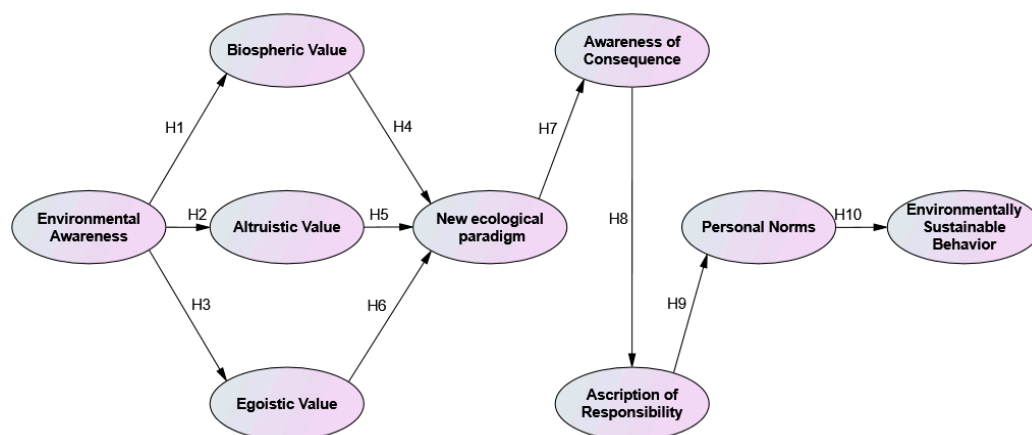 Biospheric Value
Awareness of
Consequence
H1
H4
H7
Environmental
Awareness
H2
Altruistic Value
H5
New ecological
paradigm
H8
Personal Norms
H10
Environmentally
Sustainable
Behavior
H3
H6
H9
Egoistic Value
Ascription of
Responsibility